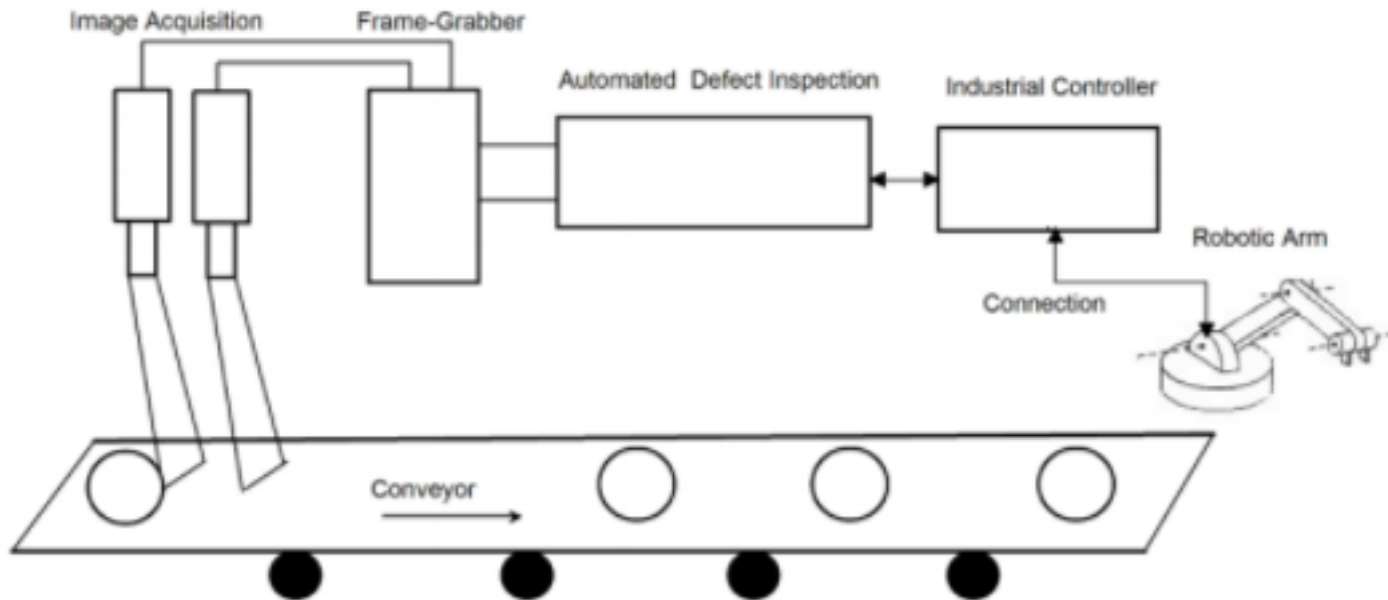 Image Acquisition
Frame-Grabber
Automated Defect Inspection
Industrial Controller
Robotic Arm
Connection
Conveyor